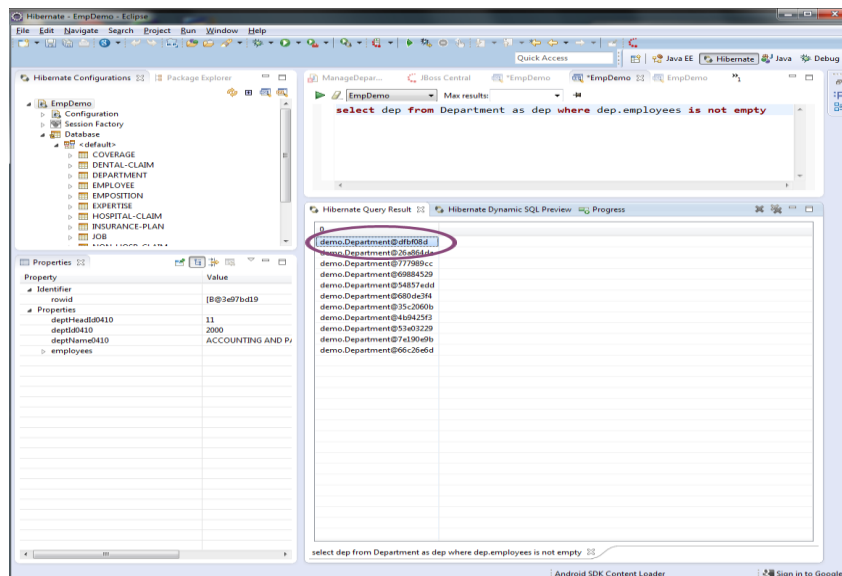 Hibernate - EmpDemo - Eclipse
File Edit Navigate Search Project Run Window Help
Quick Access
Java EE Hibernate Java Debug
Hibernate Configurations Package Explorer
EmpDemo
Configuration
Session Factory
Database
<default>
COVERAGE
DENTAL-CLAIM
DEPARTMENT
EMPLOYEE
EMPOSITION
EXPERTISE
HOSPITAL-CLAIM
INSURANCE-PLAN
JOB
NON-HOSP-CLAIM
ManageDepar... JBoss Central *EmpDemo *EmpDemo EmpDemo »1
EmpDemo Max results:
select dep from Department as dep where dep.employees is not empty
Properties
Property Value
Identifier
rowid [B@3e97bd19
Properties
deptHeadId0410 11
deptId0410 2000
deptName0410 ACCOUNTING AND PA
employees
Hibernate Query Result Hibernate Dynamic SQL Preview Progress
0
demo.Department@dfbf08d
demo.Department@26a864de
demo.Department@777989cc
demo.Department@69884529
demo.Department@54857edd
demo.Department@680de3f4
demo.Department@35c2060b
demo.Department@4b9425f3
demo.Department@53e03229
demo.Department@7e190e9b
demo.Department@66c26e6d
select dep from Department as dep where dep.employees is not empty
Android SDK Content Loader
Sign in to Google